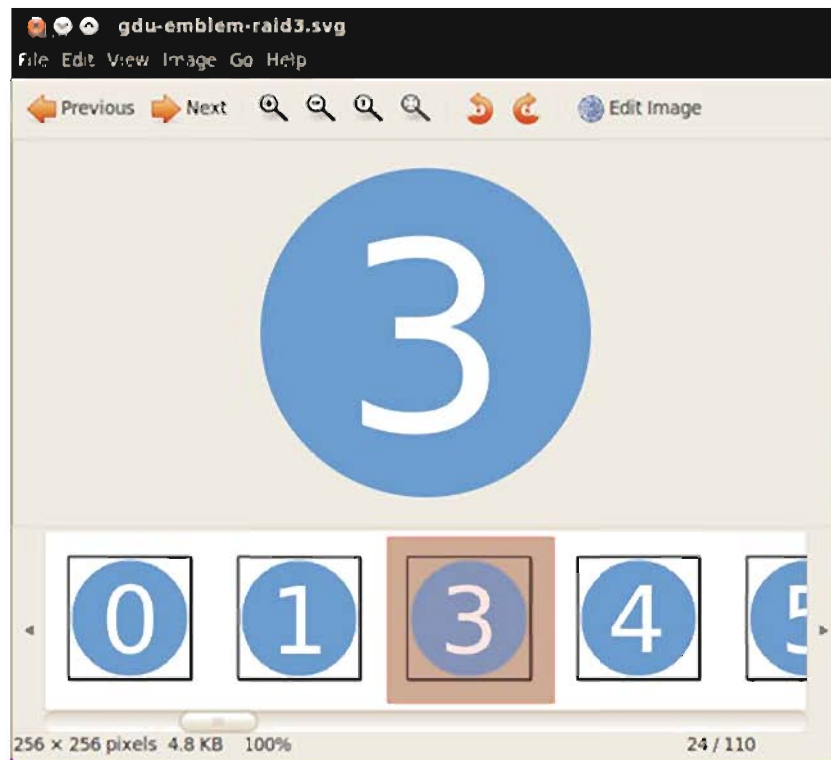 gdu-emblem-raid3.svg
File Edit View Image Go Help
Previous Next Edit Image
3
0 1 3 4 5
256 × 256 pixels 4.8 KB 100% 24 / 110